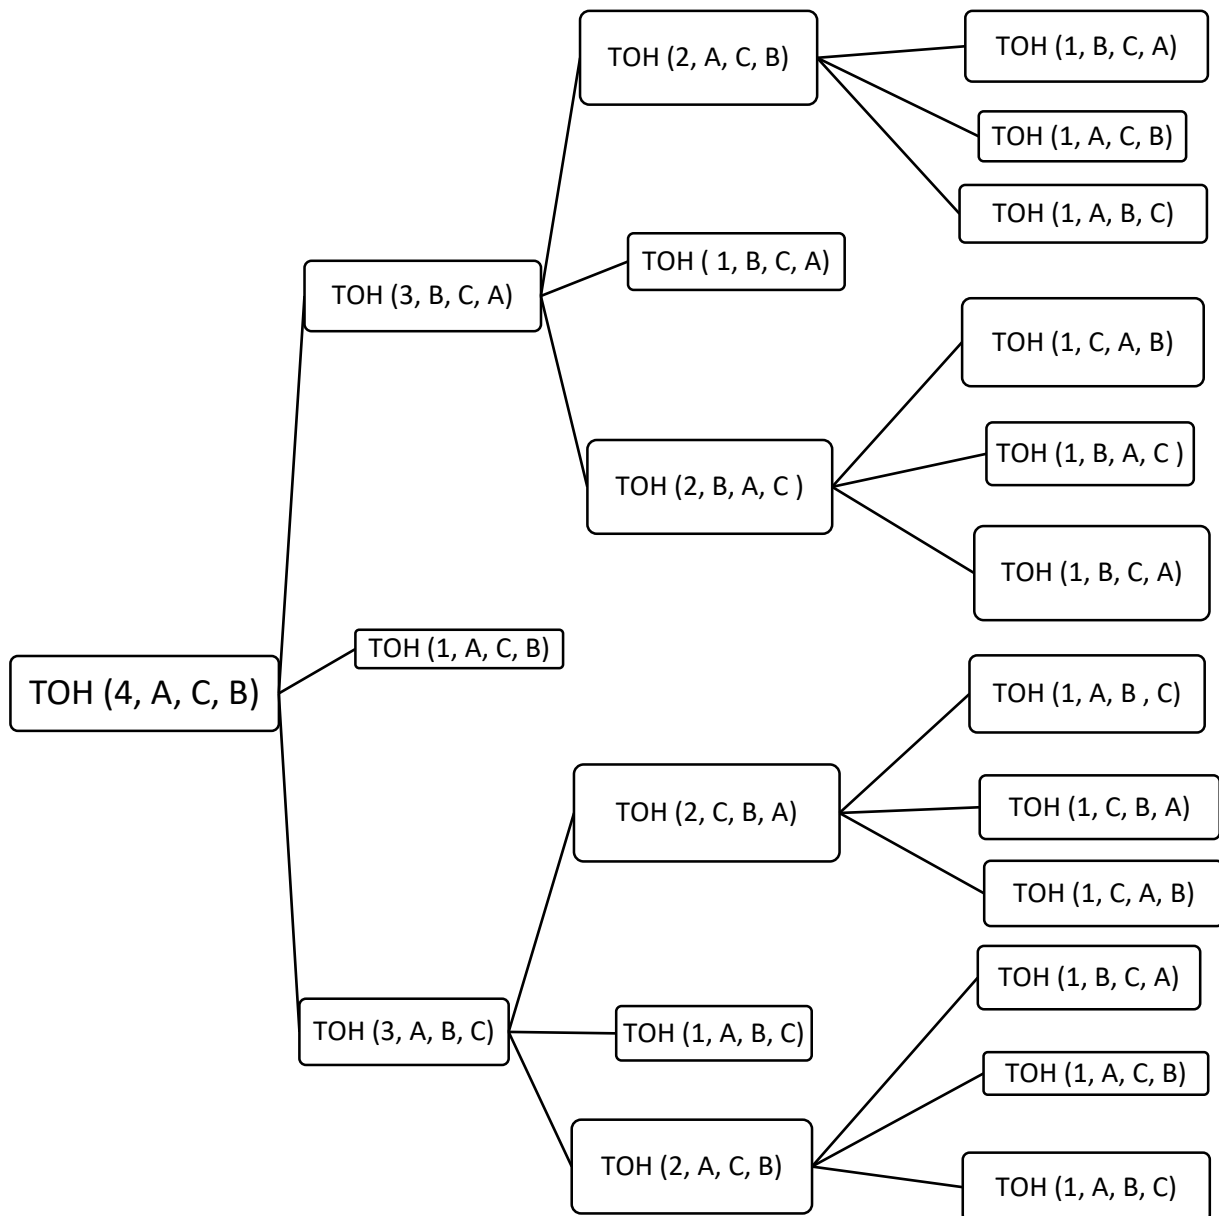 TOH (2, A, C, B)
TOH (1, B, C, A)
TOH (1, A, C, B)
TOH (1, A, B, C)
TOH ( 1, B, C, A)
TOH (3, B, C, A)
TOH (1, C, A, B)
TOH (1, B, A, C )
TOH (2, B, A, C )
TOH (1, B, C, A)
TOH (1, A, C, B)
TOH (4, A, C, B)
TOH (1, A, B , C)
TOH (2, C, B, A)
TOH (1, C, B, A)
TOH (1, C, A, B)
TOH (1, B, C, A)
TOH (3, A, B, C)
TOH (1, A, B, C)
TOH (1, A, C, B)
TOH (2, A, C, B)
TOH (1, A, B, C)